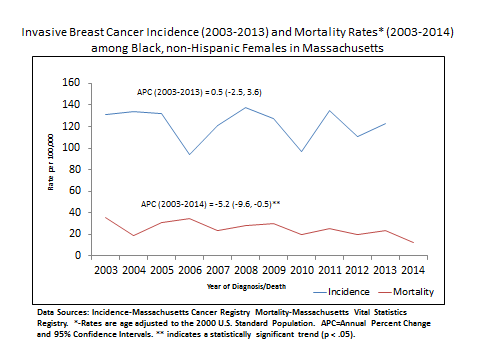 Invasive Breast Cancer Incidence (2003-2013) and Mortality Rates* (2003-2014)
among Black, non-Hispanic Females in Massachusetts
160
140
120
100
80
60
40
20
0
Rate per 100,000
APC (2003-2013) = 0.5 (-2.5, 3.6)
APC (2003-2014) = -5.2 (-9.6, -0.5)**
2003 2004 2005 2006 2007 2008 2009 2010 2011 2012 2013 2014
Year of Diagnosis/Death
Incidence Mortality
Data Sources: Incidence-Massachusetts Cancer Registry Mortality-Massachusetts Vital Statistics
Registry. *-Rates are age adjusted to the 2000 U.S. Standard Population. APC=Annual Percent Change
and 95% Confidence Intervals. ** indicates a statistically significant trend (p < .05).